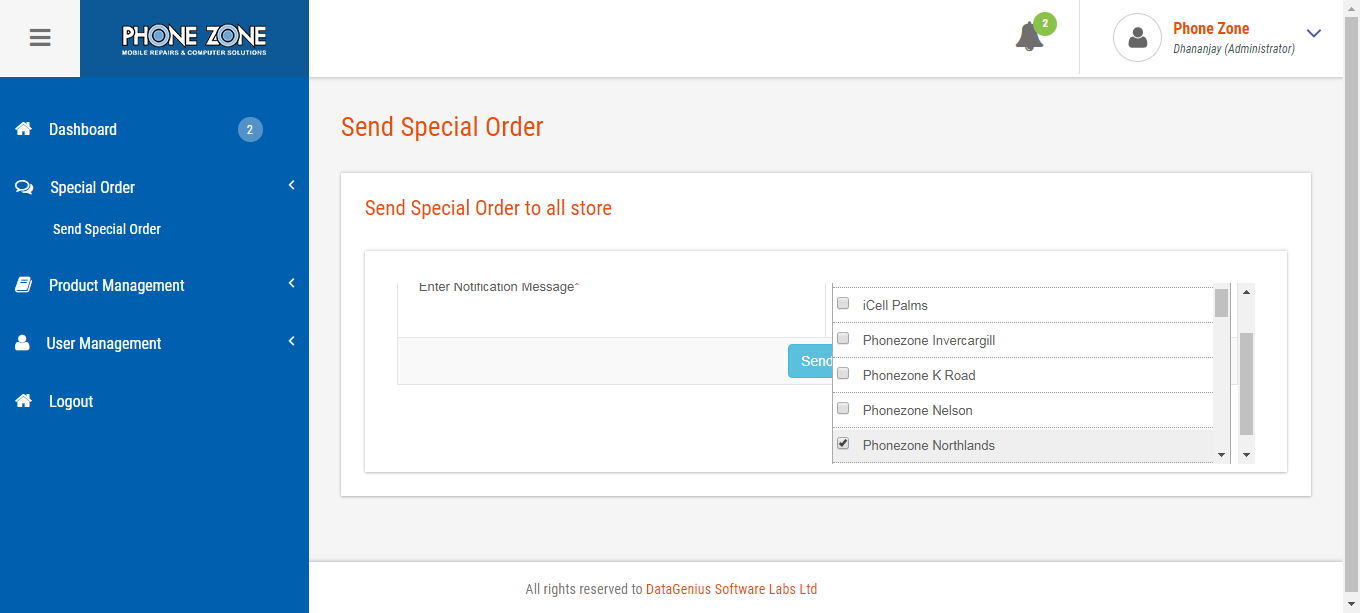 PHONE ZONE
MOBILE REPAIRS & COMPUTER SOLUTIONS
2
Phone Zone
Dhananjay (Administrator)
Dashboard
2
Special Order
Send Special Order
Product Management
User Management
Logout
Send Special Order
Send Special Order to all store
Enter Notification Message*
iCell Palms
Phonezone Invercargill
Send
Phonezone K Road
Phonezone Nelson
Phonezone Northlands
All rights reserved to DataGenius Software Labs Ltd